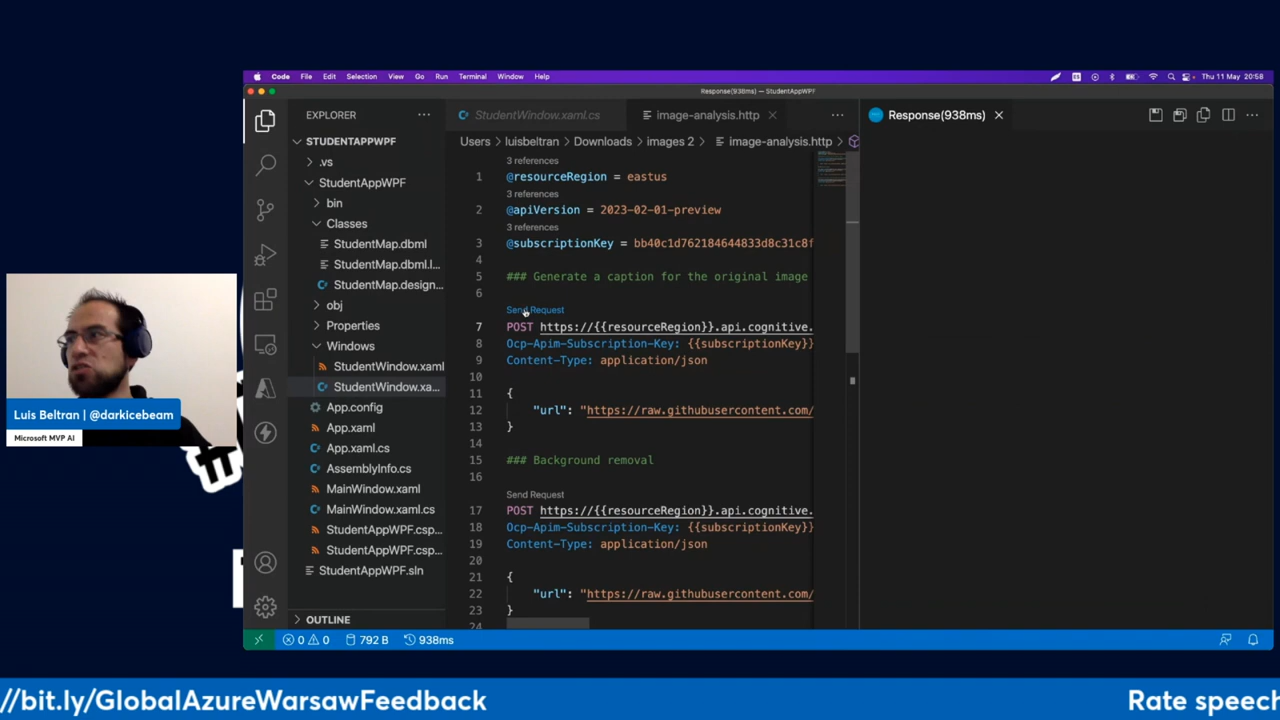 Code File Edit Selection View Go Run Terminal Window Help
Thu 11 May 20:58
Response(938ms) — StudentAppWPF
EXPLORER
STUDENTAPPWPF
.vs
StudentAppWPF
bin
Classes
StudentMap.dbml
StudentMap.dbml.l...
StudentMap.design...
obj
Properties
Windows
StudentWindow.xaml
StudentWindow.xa...
App.config
App.xaml
App.xaml.cs
AssemblyInfo.cs
MainWindow.xaml
MainWindow.xaml.cs
StudentAppWPF.csp...
StudentAppWPF.csp...
StudentAppWPF.sln
OUTLINE
StudentWindow.xaml.cs
image-analysis.http
Users > luisbeltran > Downloads > images 2 > image-analysis.http >
3 references
1 @resourceRegion = eastus
3 references
2 @apiVersion = 2023-02-01-preview
3 references
3 @subscriptionKey = bb40c1d762184644833d8c31c8f
4
5 ### Generate a caption for the original image
6
Send Request
7 POST https://{{resourceRegion}}.api.cognitive.
8 Ocp-Apim-Subscription-Key: {{subscriptionKey}}
9 Content-Type: application/json
10
11 {
12 "url": "https://raw.githubusercontent.com/
13 }
14
15 ### Background removal
16
Send Request
17 POST https://{{resourceRegion}}.api.cognitive.
18 Ocp-Apim-Subscription-Key: {{subscriptionKey}}
19 Content-Type: application/json
20
21 {
22 "url": "https://raw.githubusercontent.com/
23 }
24
Response(938ms)
0 0 792 B 938ms
Luis Beltran | @darkicebeam
Microsoft MVP AI
//bit.ly/GlobalAzureWarsawFeedback
Rate speech